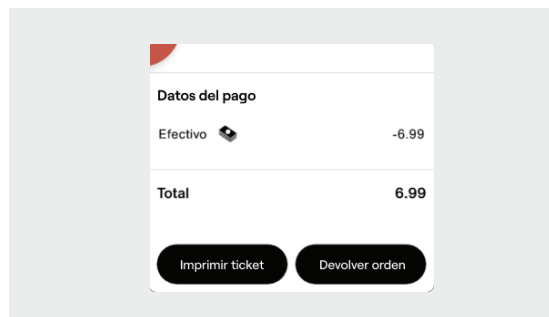 Datos del pago
Efectivo -6.99
Total 6.99
Imprimir ticket Devolver orden